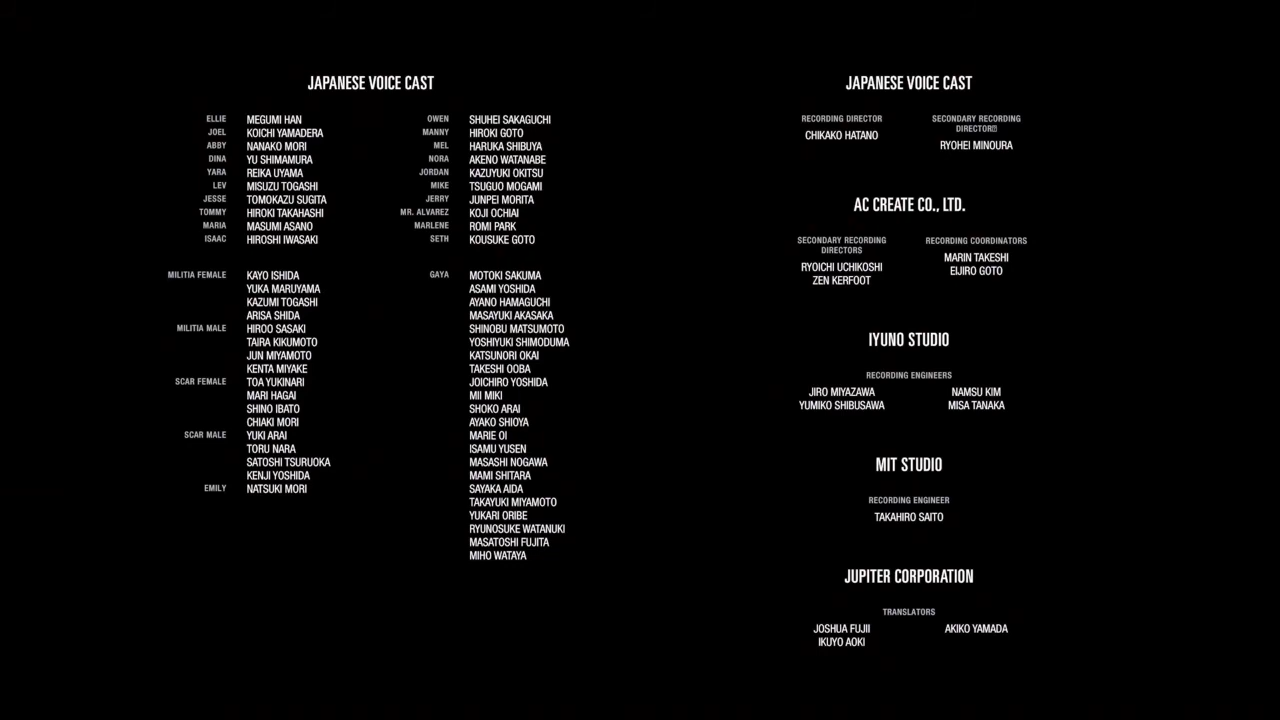 JAPANESE VOICE CAST
ELLIE MEGUMI HAN
JOEL KOICHI YAMADERA
ABBY NANAKO MORI
DINA YU SHIMAMURA
YARA REIKA UYAMA
LEV MISUZU TOGASHI
JESSE TOMOKAZU SUGITA
TOMMY HIROKI TAKAHASHI
MARIA MASUMI ASANO
ISAAC HIROSHI IWASAKI
OWEN SHUHEI SAKAGUCHI
MANNY HIROKI GOTO
MEL HARUKA SHIBUYA
NORA AKENO WATANABE
JORDAN KAZUYUKI OKITSU
MIKE TSUGUO MOGAMI
JERRY JUNPEI MORITA
MR. ALVAREZ KOJI OCHIAI
MARLENE ROMI PARK
SETH KOUSUKE GOTO
MILITIA FEMALE KAYO ISHIDA
YUKA MARUYAMA
KAZUMI TOGASHI
ARISA SHIDA
MILITIA MALE HIROO SASAKI
TAIRA KIKUMOTO
JUN MIYAMOTO
KENTA MIYAKE
SCAR FEMALE TOA YUKINARI
MARI HAGAI
SHINO IBATO
CHIAKI MORI
SCAR MALE YUKI ARAI
TORU NARA
SATOSHI TSURUOKA
KENJI YOSHIDA
EMILY NATSUKI MORI
GAYA MOTOKI SAKUMA
ASAMI YOSHIDA
AYANO HAMAGUCHI
MASAYUKI AKASAKA
SHINOBU MATSUMOTO
YOSHIYUKI SHIMODUMA
KATSUNORI OKAI
TAKESHI OOBA
JOICHIRO YOSHIDA
MII MIKI
SHOKO ARAI
AYAKO SHIOYA
MARIE OI
ISAMU YUSEN
MASASHI NOGAWA
MAMI SHITARA
SAYAKA AIDA
TAKAYUKI MIYAMOTO
YUKARI ORIBE
RYUNOSUKE WATANUKI
MASATOSHI FUJITA
MIHO WATAYA
JAPANESE VOICE CAST
RECORDING DIRECTOR
CHIKAKO HATANO
SECONDARY RECORDING
DIRECTOR
RYOHEI MINOURA
AC CREATE CO., LTD.
SECONDARY RECORDING
DIRECTORS
RYOICHI UCHIKOSHI
ZEN KERFOOT
RECORDING COORDINATORS
MARIN TAKESHI
EIJIRO GOTO
IYUNO STUDIO
RECORDING ENGINEERS
JIRO MIYAZAWA NAMSU KIM
YUMIKO SHIBUSAWA MISA TANAKA
MIT STUDIO
RECORDING ENGINEER
TAKAHIRO SAITO
JUPITER CORPORATION
TRANSLATORS
JOSHUA FUJII AKIKO YAMADA
IKUYO AOKI